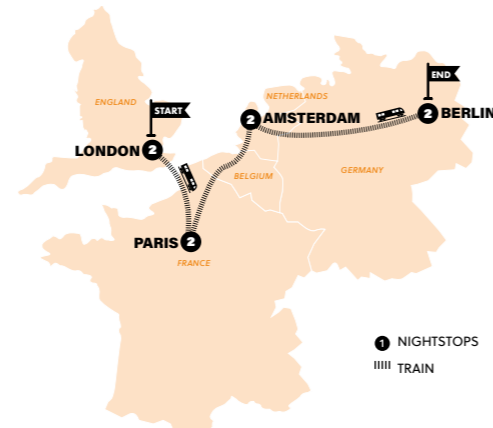 END
NETHERLANDS
ENGLAND
START
2 AMSTERDAM
2 BERLIN
LONDON 2
BELGIUM
GERMANY
PARIS 2
FRANCE
1 NIGHTSTOPS
TRAIN